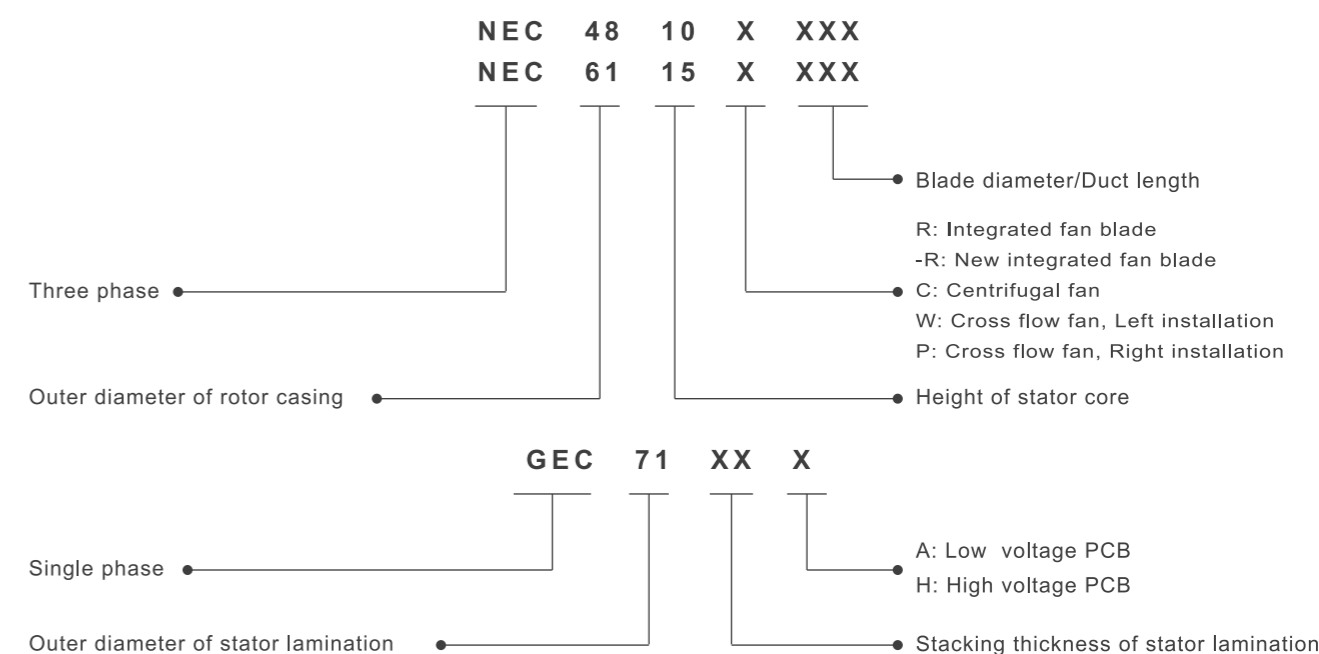 NEC 48 10 X XXX
NEC 61 15 X XXX
Blade diameter/Duct length
R: Integrated fan blade
-R: New integrated fan blade
Three phase
C: Centrifugal fan
W: Cross flow fan, Left installation
P: Cross flow fan, Right installation
Outer diameter of rotor casing
Height of stator core
GEC 71 XX X
A: Low voltage PCB
Single phase
H: High voltage PCB
Outer diameter of stator lamination
Stacking thickness of stator lamination